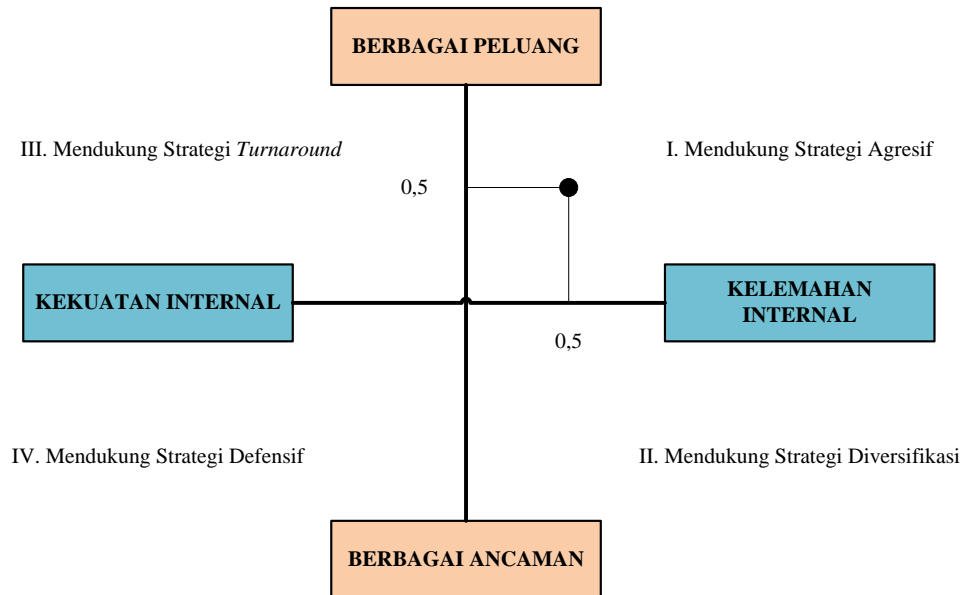 BERBAGAI PELUANG
III. Mendukung Strategi Turnaround
I. Mendukung Strategi Agresif
0,5
KEKUATAN INTERNAL
KELEMAHAN
INTERNAL
0,5
IV. Mendukung Strategi Defensif
II. Mendukung Strategi Diversifikasi
BERBAGAI ANCAMAN